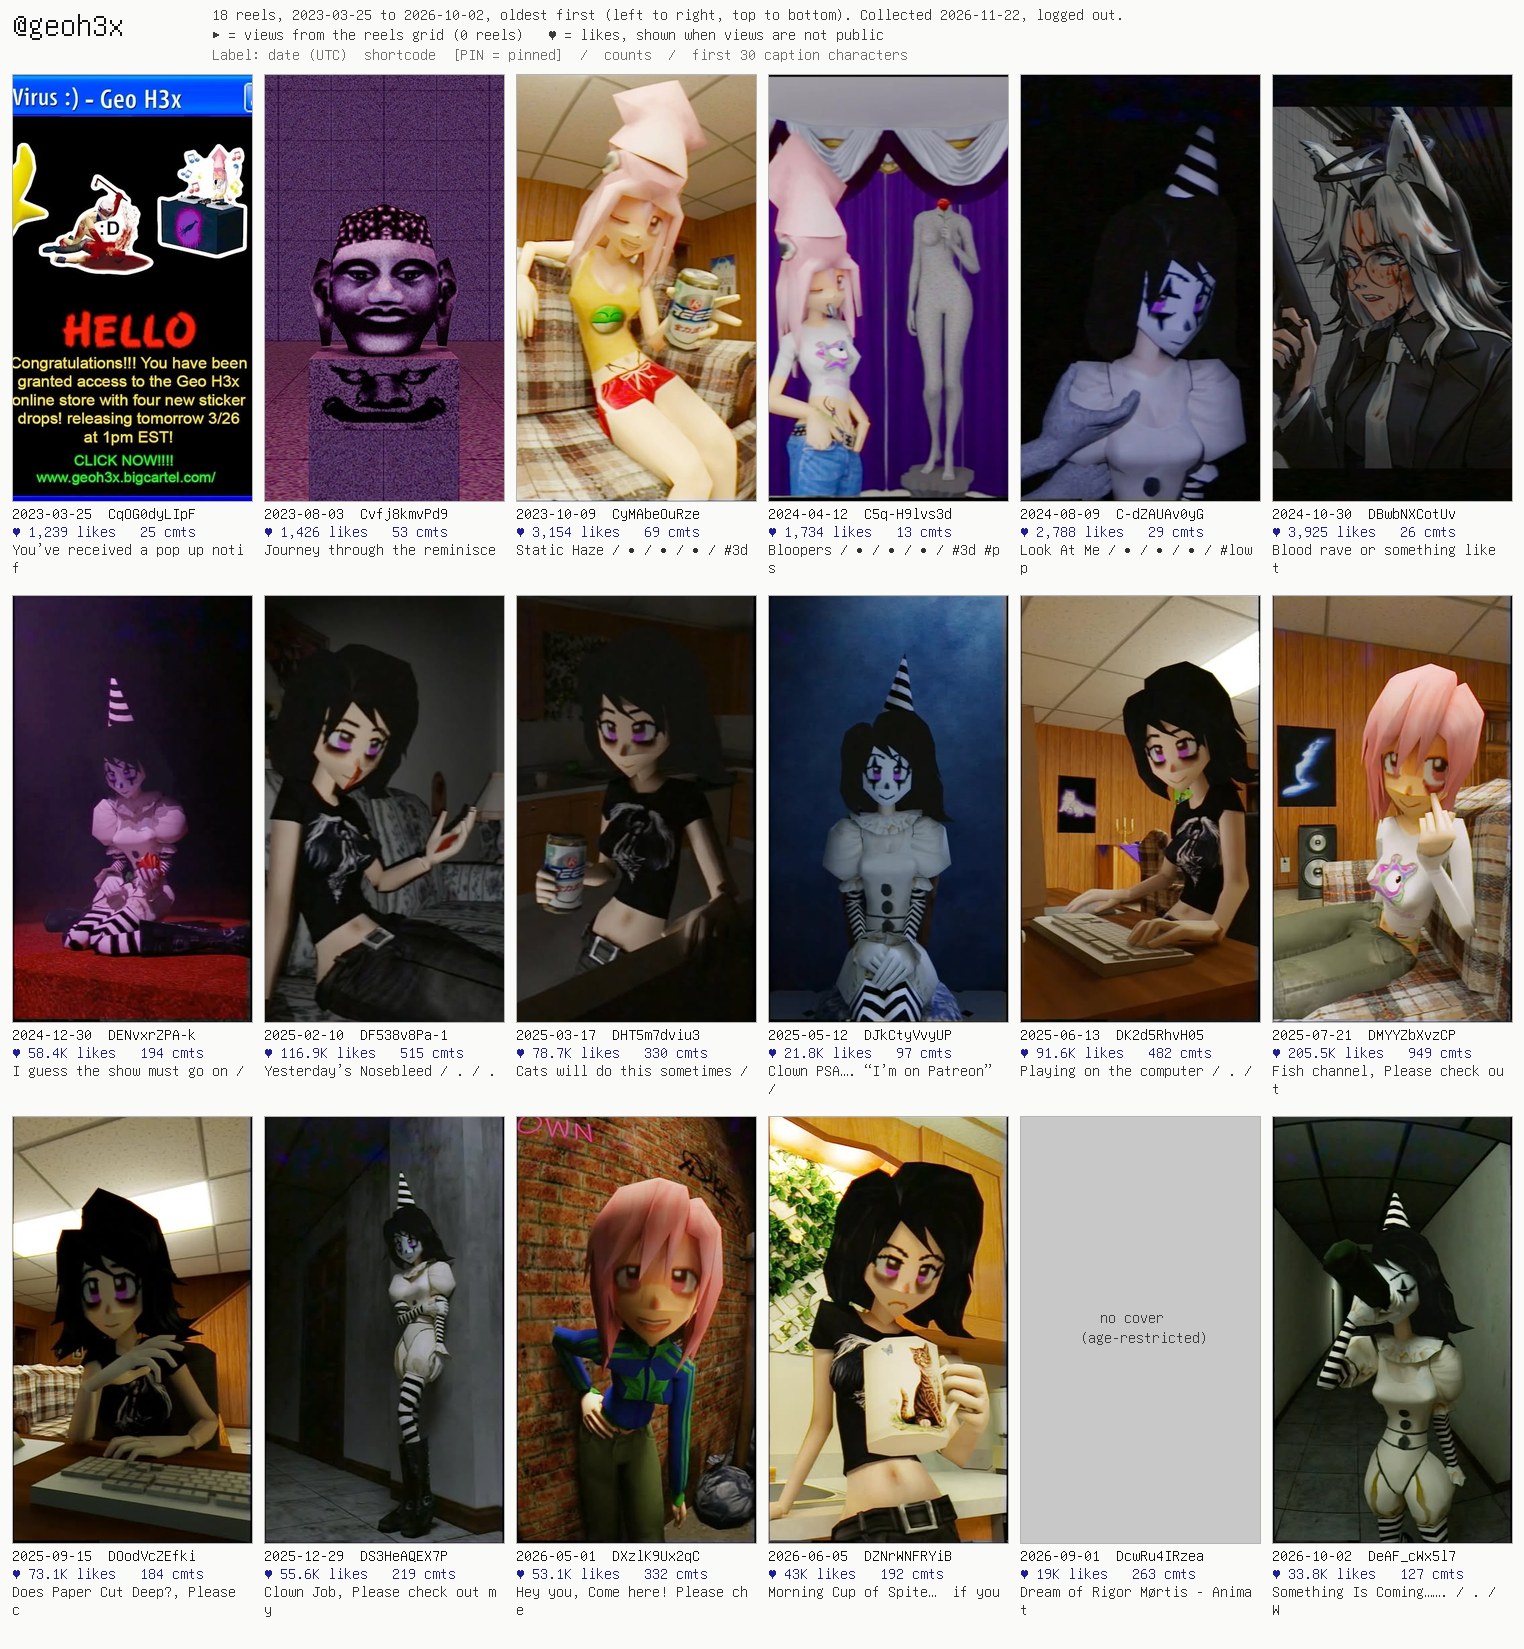 @geoh3x
18 reels, 2023-03-25 to 2026-10-02, oldest first (left to right, top to bottom). Collected 2026-11-22, logged out.
▶ = views from the reels grid (0 reels)   ♥ = likes, shown when views are not public
Label: date (UTC)  shortcode  [PIN = pinned]  /  counts  /  first 30 caption characters
Virus :) - Geo H3x
:D
HELLO
Congratulations!!! You have been
granted access to the Geo H3x
online store with four new sticker
drops! releasing tomorrow 3/26
at 1pm EST!
CLICK NOW!!!!
www.geoh3x.bigcartel.com/
2023-03-25  CqOG0dyLIpF
♥ 1,239 likes   25 cmts
You’ve received a pop up noti
f
2023-08-03  Cvfj8kmvPd9
♥ 1,426 likes   53 cmts
Journey through the reminisce
2023-10-09  CyMAbeOuRze
♥ 3,154 likes   69 cmts
Static Haze / • / • / • / #3d
2024-04-12  C5q-H9lvs3d
♥ 1,734 likes   13 cmts
Bloopers / • / • / • / #3d #p
s
2024-08-09  C-dZAUAv0yG
♥ 2,788 likes   29 cmts
Look At Me / • / • / • / #low
p
2024-10-30  DBwbNXCotUv
♥ 3,925 likes   26 cmts
Blood rave or something like
t
2024-12-30  DENvxrZPA-k
♥ 58.4K likes   194 cmts
I guess the show must go on /
2025-02-10  DF538v8Pa-1
♥ 116.9K likes   515 cmts
Yesterday’s Nosebleed / . / .
2025-03-17  DHT5m7dviu3
♥ 78.7K likes   330 cmts
Cats will do this sometimes /
2025-05-12  DJkCtyVvyUP
♥ 21.8K likes   97 cmts
Clown PSA…. “I’m on Patreon”
/
2025-06-13  DK2d5RhvH05
♥ 91.6K likes   482 cmts
Playing on the computer / . /
2025-07-21  DMYYZbXvzCP
♥ 205.5K likes   949 cmts
Fish channel, Please check ou
t
OWN
2025-09-15  DOodVcZEfki
♥ 73.1K likes   184 cmts
Does Paper Cut Deep?, Please
c
2025-12-29  DS3HeAQEX7P
♥ 55.6K likes   219 cmts
Clown Job, Please check out m
y
2026-05-01  DXzlK9Ux2qC
♥ 53.1K likes   332 cmts
Hey you, Come here! Please ch
e
2026-06-05  DZNrWNFRYiB
♥ 43K likes   192 cmts
Morning Cup of Spite…  if you
no cover
(age-restricted)
2026-09-01  DcwRu4IRzea
♥ 19K likes   263 cmts
Dream of Rigor Mørtis - Anima
t
2026-10-02  DeAF_cWx5l7
♥ 33.8K likes   127 cmts
Something Is Coming……. / . /
W